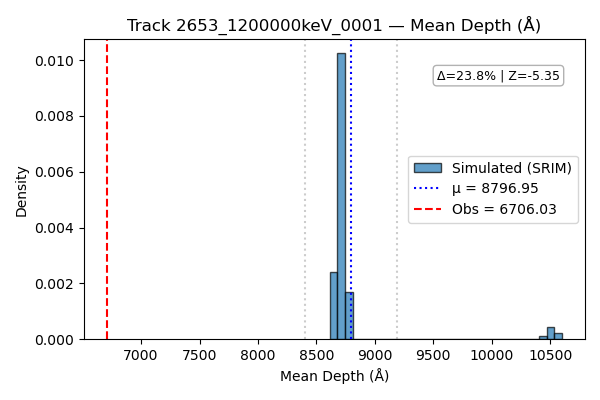 Track 2653_1200000keV_0001 — Mean Depth (Å)
Δ=23.8% | Z=-5.35
Simulated (SRIM)
μ = 8796.95
Obs = 6706.03
Density
0.010
0.008
0.006
0.004
0.002
0.000
7000 7500 8000 8500 9000 9500 10000 10500
Mean Depth (Å)